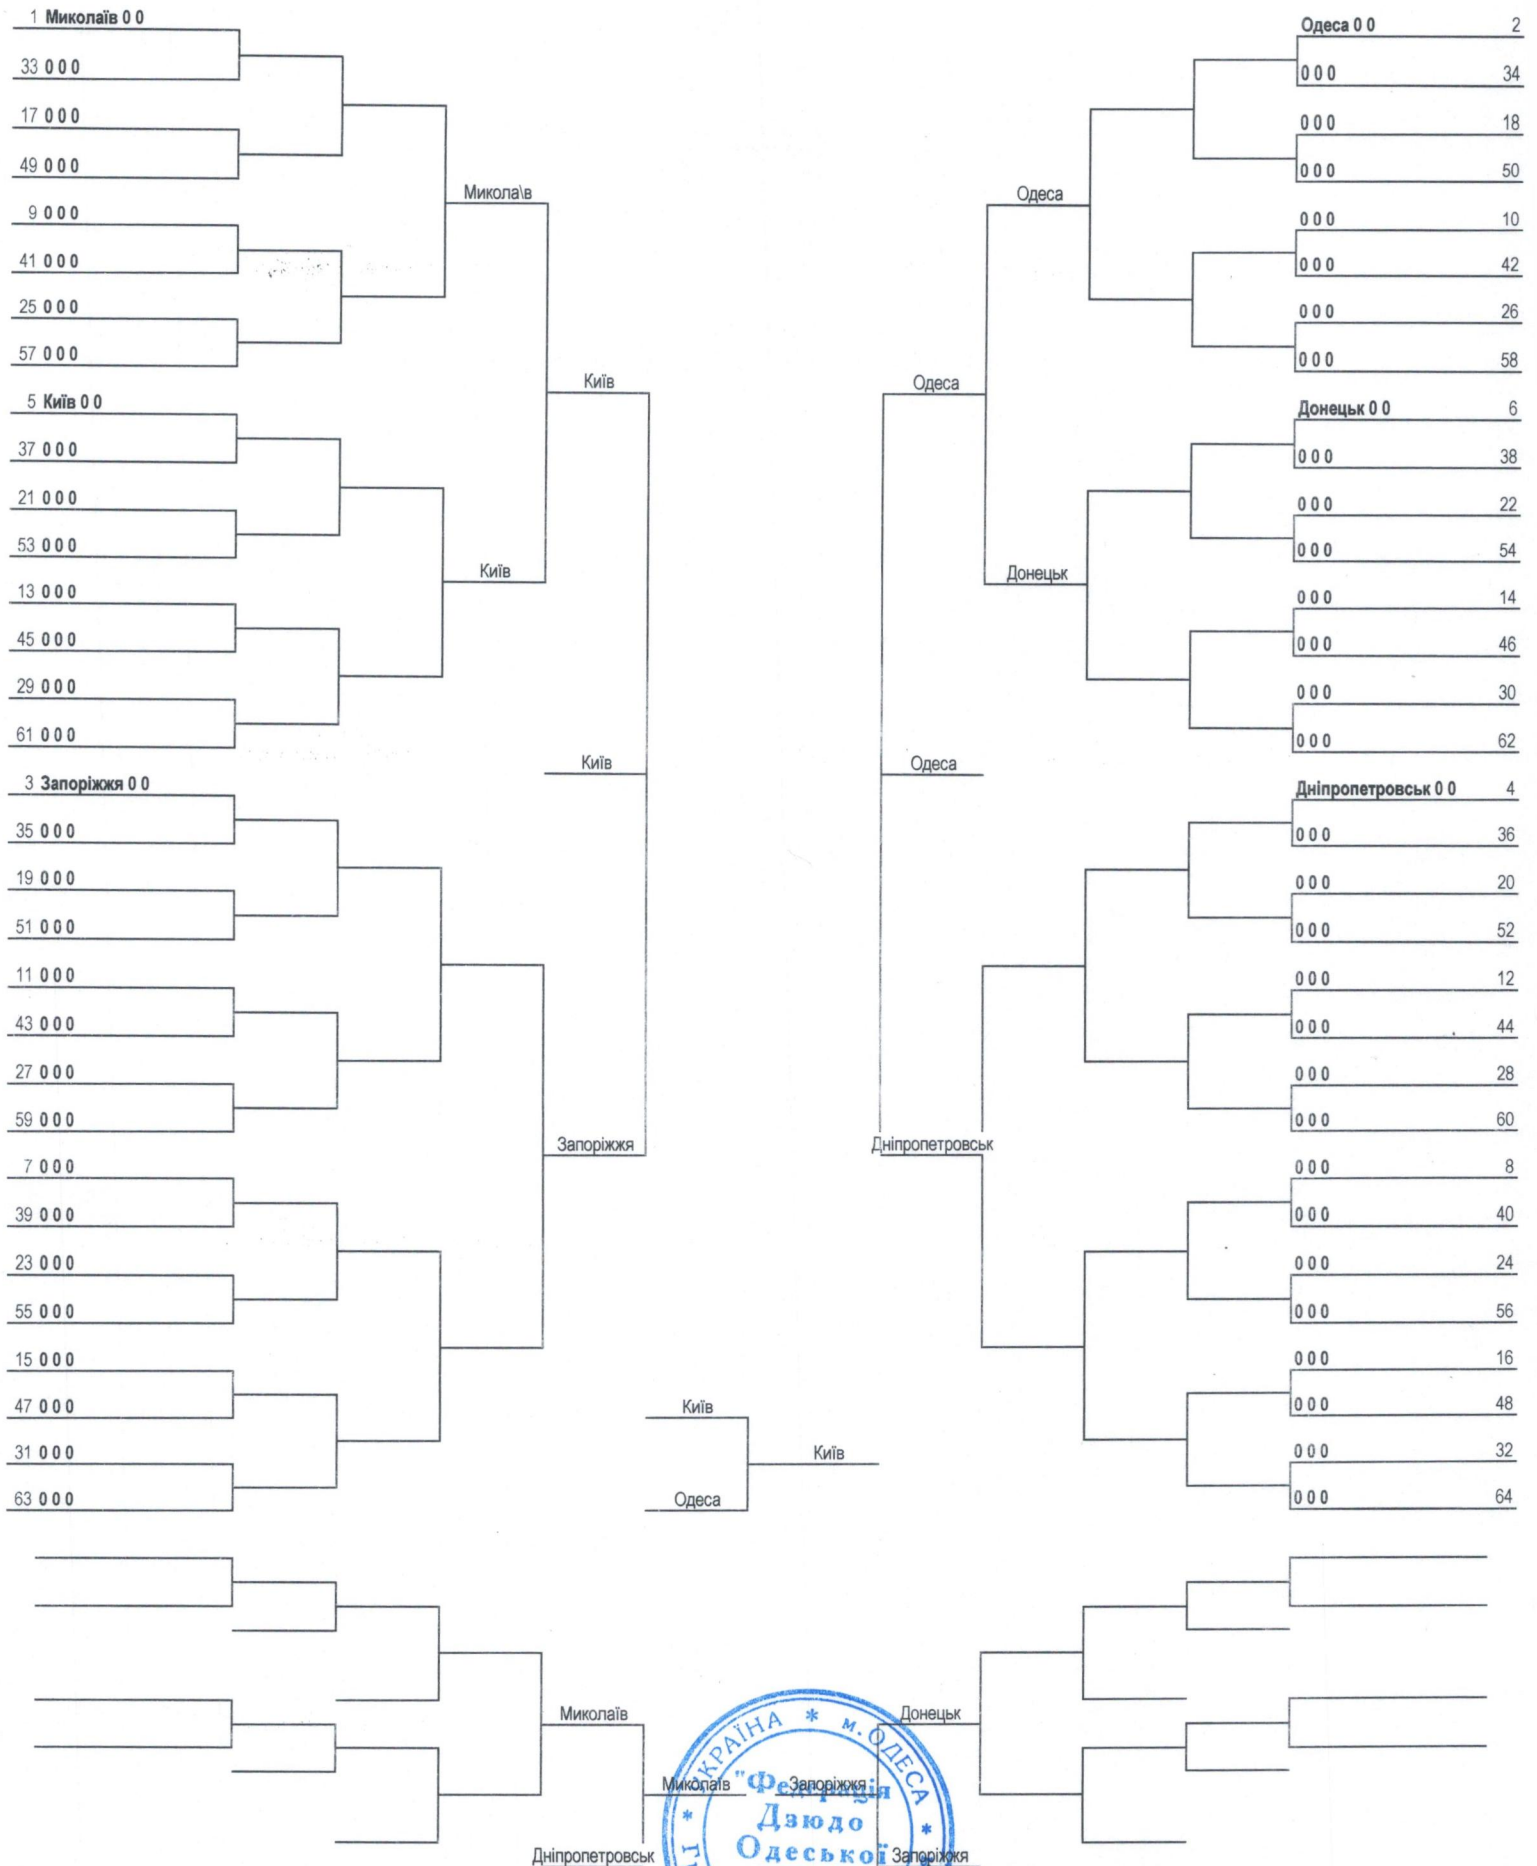 1 Миколаїв 0 0
33 0 0 0
17 0 0 0
49 0 0 0
9 0 0 0
41 0 0 0
25 0 0 0
57 0 0 0
5 Київ 0 0
37 0 0 0
21 0 0 0
53 0 0 0
13 0 0 0
45 0 0 0
29 0 0 0
61 0 0 0
3 Запоріжжя 0 0
35 0 0 0
19 0 0 0
51 0 0 0
11 0 0 0
43 0 0 0
27 0 0 0
59 0 0 0
7 0 0 0
39 0 0 0
23 0 0 0
55 0 0 0
15 0 0 0
47 0 0 0
31 0 0 0
63 0 0 0
Микола\в
Київ
Київ
Київ
Запоріжжя
Київ
Київ
Одеса
Одеса
Одеса
Донецьк
Одеса
Дніпропетровськ
Одеса 0 0 2
0 0 0 34
0 0 0 18
0 0 0 50
0 0 0 10
0 0 0 42
0 0 0 26
0 0 0 58
Донецьк 0 0 6
0 0 0 38
0 0 0 22
0 0 0 54
0 0 0 14
0 0 0 46
0 0 0 30
0 0 0 62
Дніпропетровськ 0 0 4
0 0 0 36
0 0 0 20
0 0 0 52
0 0 0 12
0 0 0 44
0 0 0 28
0 0 0 60
0 0 0 8
0 0 0 40
0 0 0 24
0 0 0 56
0 0 0 16
0 0 0 48
0 0 0 32
0 0 0 64
Миколаїв
Миколаїв
Дніпропетровськ
Донецьк
Запоріжжя
Запоріжжя
* УКРАЇНА * м. ОДЕСА *
"Федерація
Дзюдо
Одеської